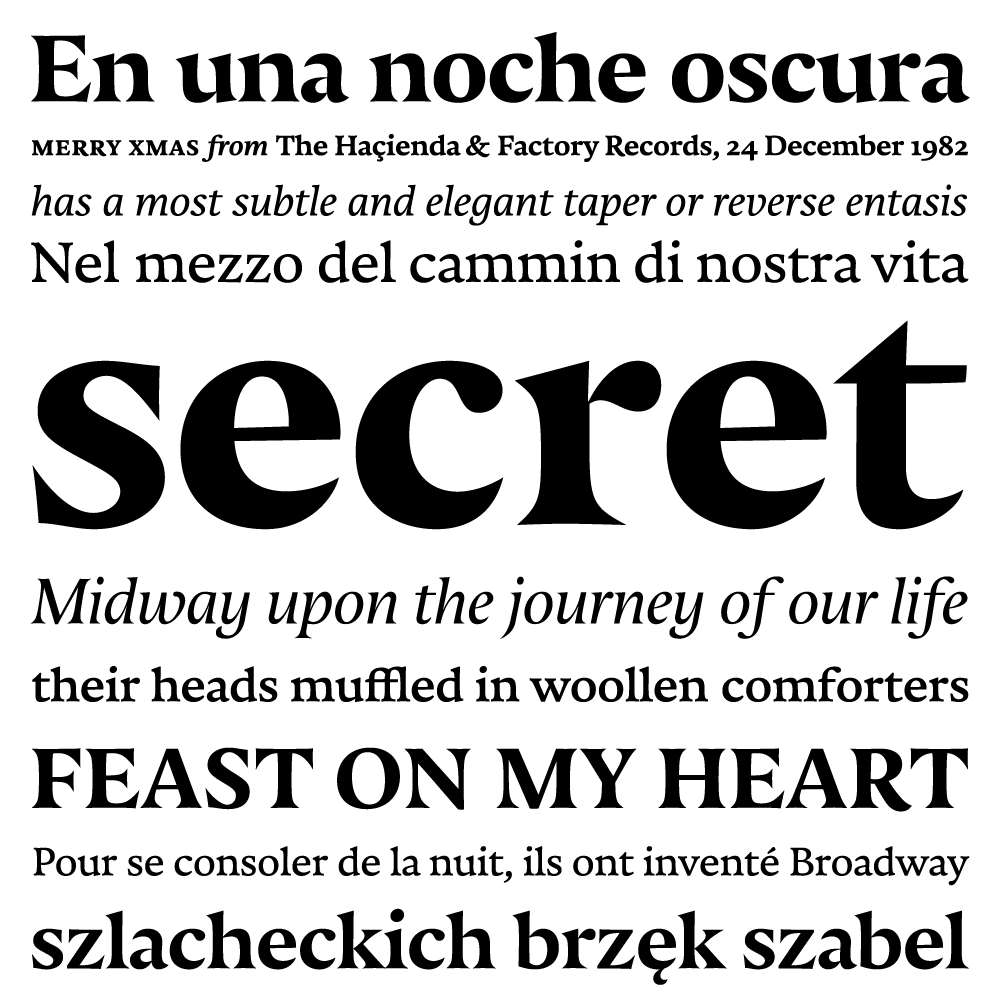 En una noche oscura
MERRY XMAS from The Haçienda & Factory Records, 24 December 1982
has a most subtle and elegant taper or reverse entasis
Nel mezzo del cammin di nostra vita
secret
Midway upon the journey of our life
their heads muffled in woollen comforters
FEAST ON MY HEART
Pour se consoler de la nuit, ils ont inventé Broadway
szlacheckich brzęk szabel